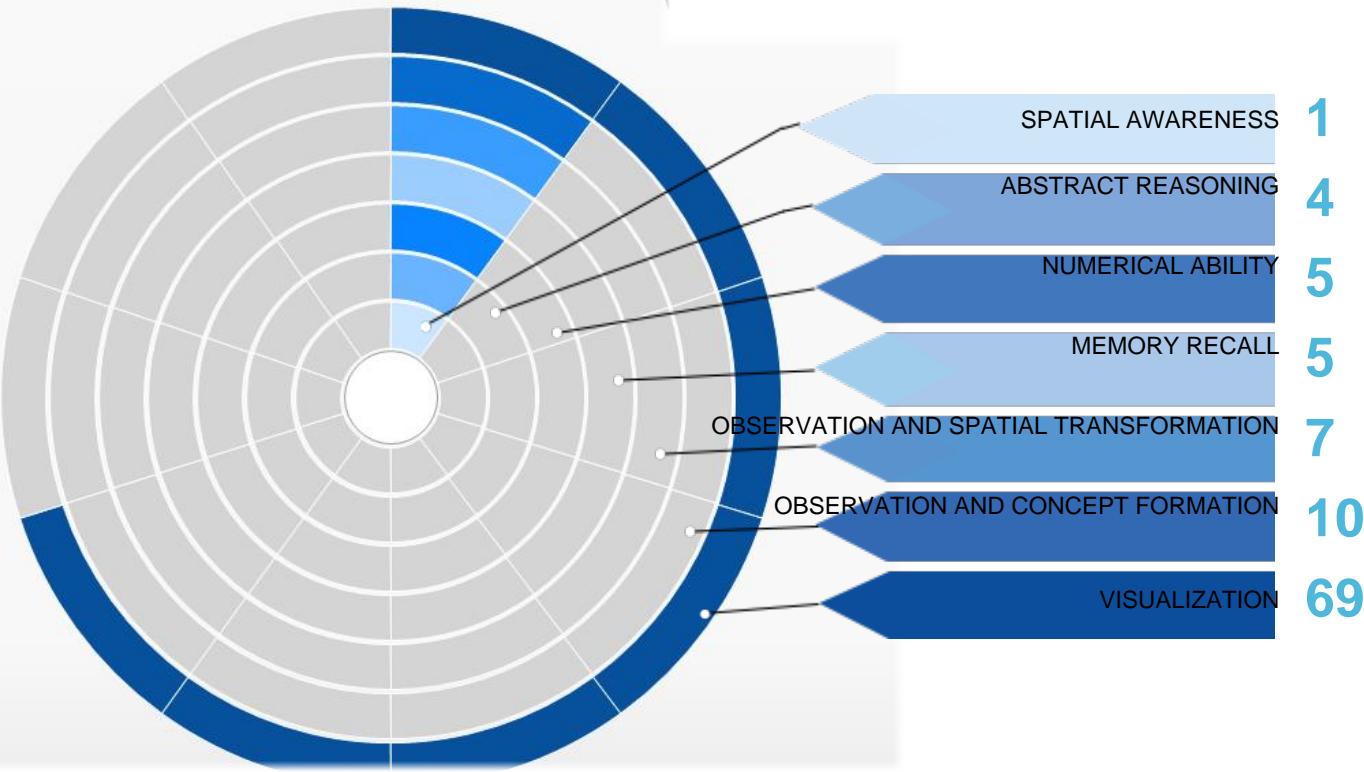 SPATIAL AWARENESS 1
ABSTRACT REASONING 4
NUMERICAL ABILITY 5
MEMORY RECALL 5
OBSERVATION AND SPATIAL TRANSFORMATION 7
OBSERVATION AND CONCEPT FORMATION 10
VISUALIZATION 69